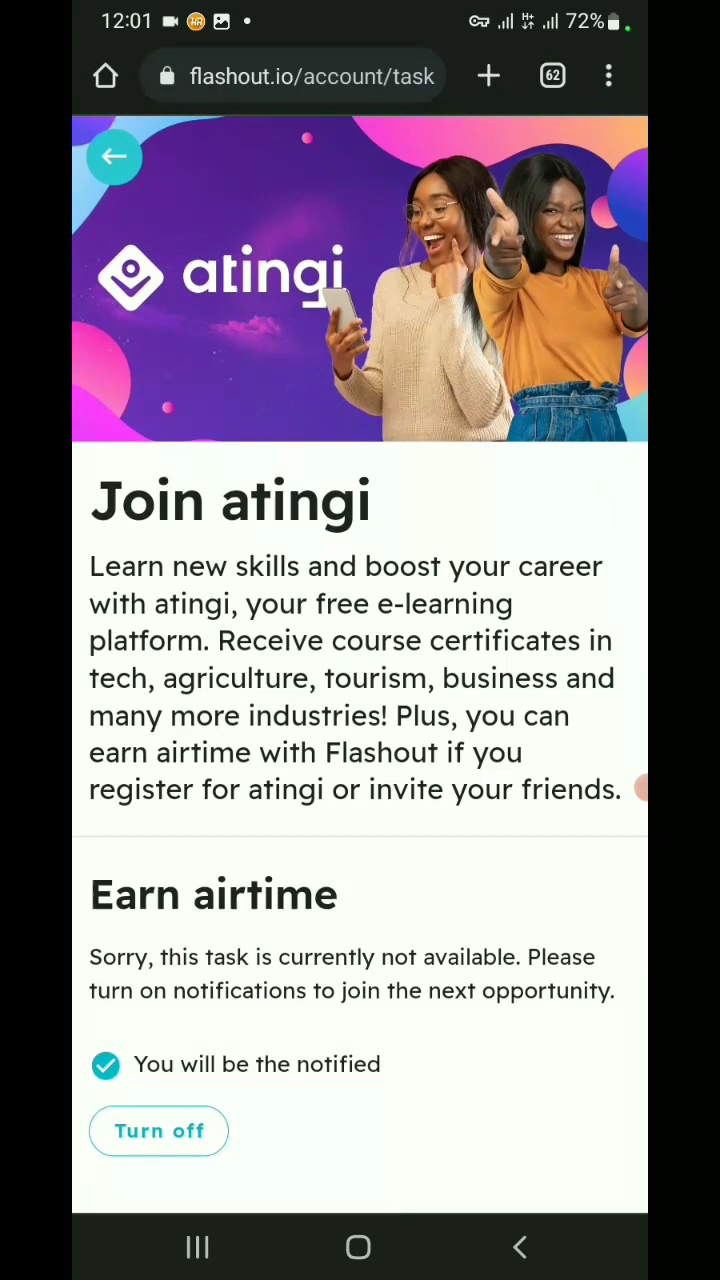 12:01
HR
H+
72%
flashout.io/account/task
62
atingi
Join atingi
Learn new skills and boost your career
with atingi, your free e-learning
platform. Receive course certificates in
tech, agriculture, tourism, business and
many more industries! Plus, you can
earn airtime with Flashout if you
register for atingi or invite your friends.
Earn airtime
Sorry, this task is currently not available. Please
turn on notifications to join the next opportunity.
You will be the notified
Turn off